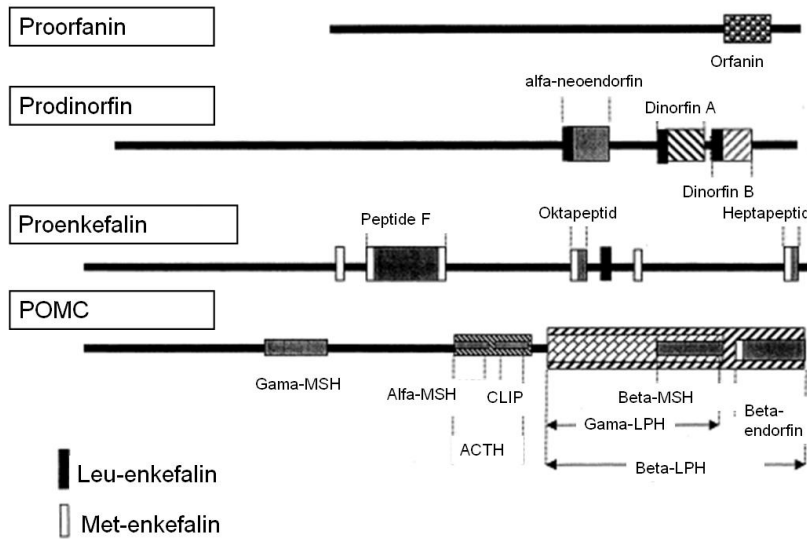 Proorfanin
Orfanin
alfa-neoendorfin
Prodinorfin
Dinorfin A
Dinorfin B
Proenkefalin
Peptide F
Oktapeptid
Heptapeptid
POMC
Gama-MSH
Alfa-MSH
CLIP
Beta-MSH
Beta-
endorfin
Gama-LPH
ACTH
Beta-LPH
Leu-enkefalin
Met-enkefalin